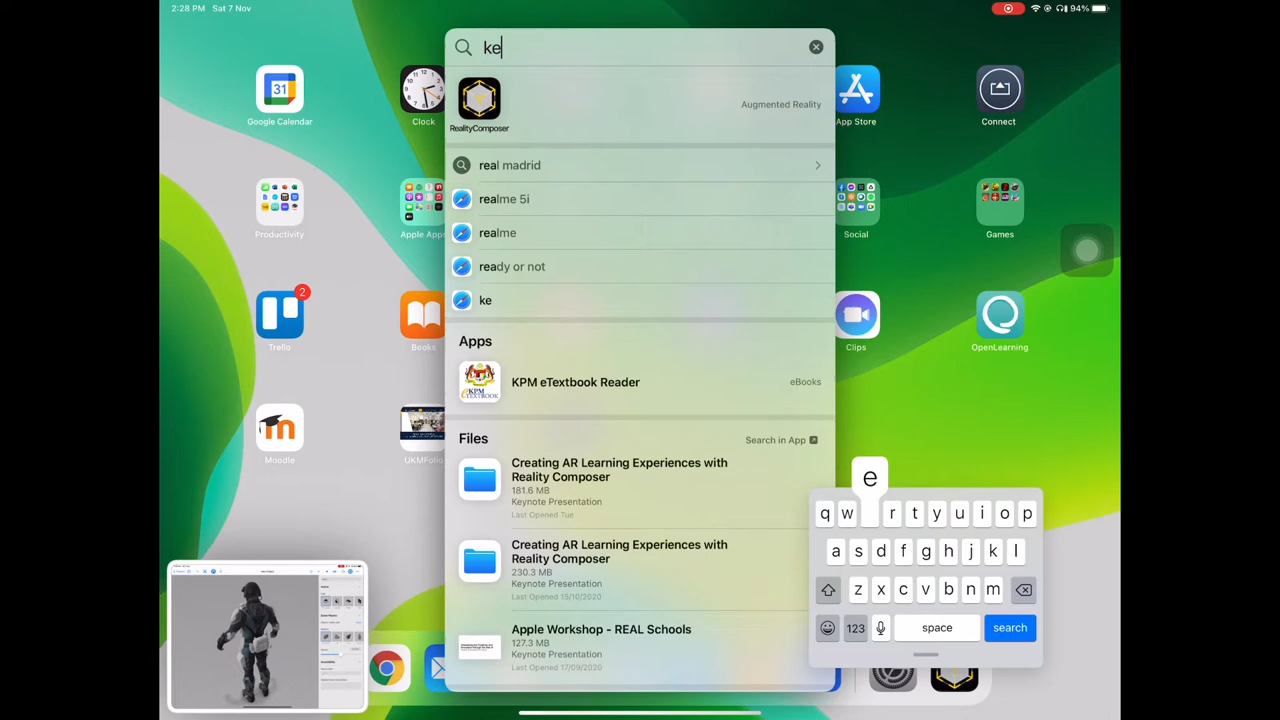 2:28 PM Sat 7 Nov
94%
ke
31
Google Calendar
Clock
App Store
Connect
RealityComposer
Augmented Reality
real madrid
realme 5i
realme
ready or not
ke
Productivity
Apple Apps
Social
Games
2
Trello
Books
Clips
OpenLearning
Apps
KPM eTextbook Reader
eBooks
KPM
eTEXTBOOK
Moodle
UKMFolio
Files
Search in App
Creating AR Learning Experiences with
Reality Composer
181.6 MB
Keynote Presentation
Last Opened Tue
Creating AR Learning Experiences with
Reality Composer
230.3 MB
Keynote Presentation
Last Opened 15/10/2020
Apple Workshop - REAL Schools
127.3 MB
Keynote Presentation
Last Opened 17/09/2020
e
q w r t y u i o p
a s d f g h j k l
z x c v b n m
123 space search